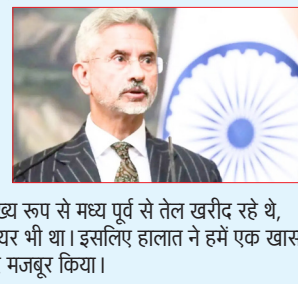 ख्य रूप से मध्य पूर्व से तेल खरीद रहे थे,
यर भी था। इसलिए हालात ने हमें एक खास
मजबूर किया।